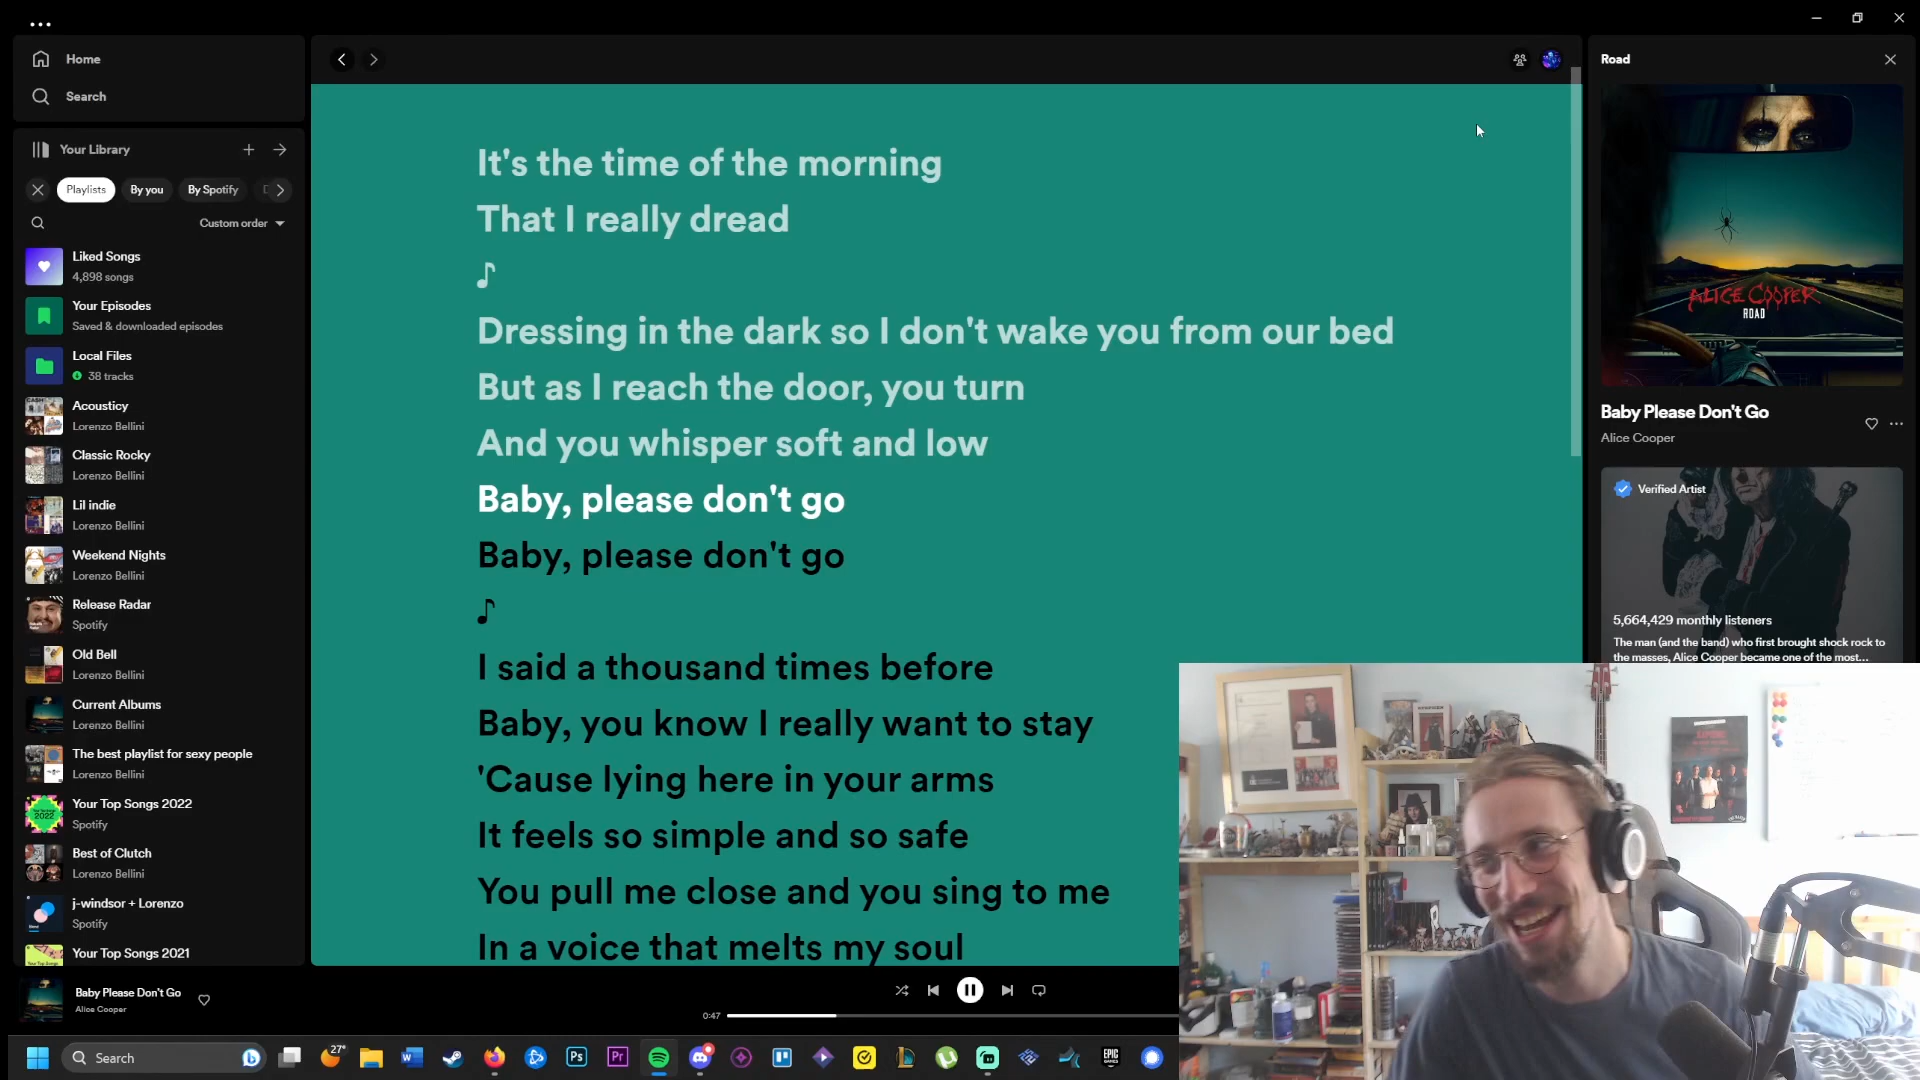 Home
Search
Your Library
Playlists
By you
By Spotify
Custom order
Liked Songs
4,898 songs
Your Episodes
Saved & downloaded episodes
Local Files
38 tracks
Acousticy
Lorenzo Bellini
Classic Rocky
Lorenzo Bellini
Lil indie
Lorenzo Bellini
Weekend Nights
Lorenzo Bellini
Release Radar
Spotify
Old Bell
Lorenzo Bellini
Current Albums
Lorenzo Bellini
The best playlist for sexy people
Lorenzo Bellini
Your Top Songs 2022
Spotify
Best of Clutch
Lorenzo Bellini
j-windsor + Lorenzo
Spotify
Your Top Songs 2021
It's the time of the morning
That I really dread
♪
Dressing in the dark so I don't wake you from our bed
But as I reach the door, you turn
And you whisper soft and low
Baby, please don't go
Baby, please don't go
♪
I said a thousand times before
Baby, you know I really want to stay
'Cause lying here in your arms
It feels so simple and so safe
You pull me close and you sing to me
In a voice that melts my soul
Road
ALICE COOPER
ROAD
Baby Please Don't Go
Alice Cooper
Verified Artist
5,664,429 monthly listeners
The man (and the band) who first brought shock rock to
the masses, Alice Cooper became one of the most...
Baby Please Don't Go
Alice Cooper
0:47
Search
27°
Ps
Pr
EPIC